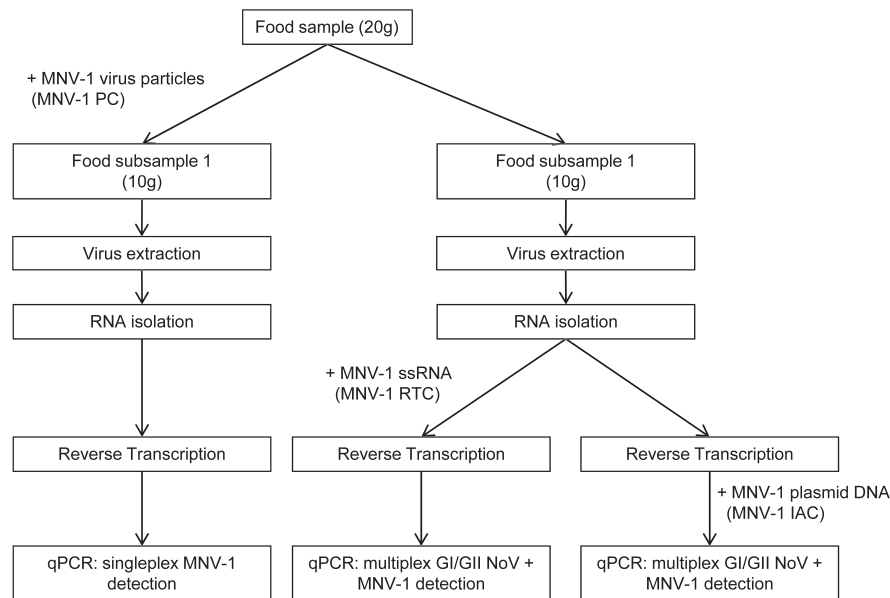 Food sample (20g)
+ MNV-1 virus particles
(MNV-1 PC)
Food subsample 1
(10g)
Food subsample 1
(10g)
Virus extraction
Virus extraction
RNA isolation
RNA isolation
+ MNV-1 ssRNA
(MNV-1 RTC)
Reverse Transcription
Reverse Transcription
Reverse Transcription
+ MNV-1 plasmid DNA
(MNV-1 IAC)
qPCR: singleplex MNV-1
detection
qPCR: multiplex GI/GII NoV +
MNV-1 detection
qPCR: multiplex GI/GII NoV +
MNV-1 detection